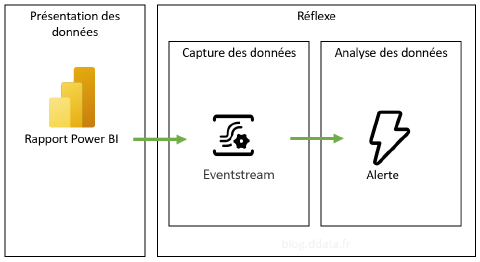 Présentation des
données
Rapport Power BI
Réflexe
Capture des données
Eventstream
Analyse des données
Alerte
blog.ddata.fr